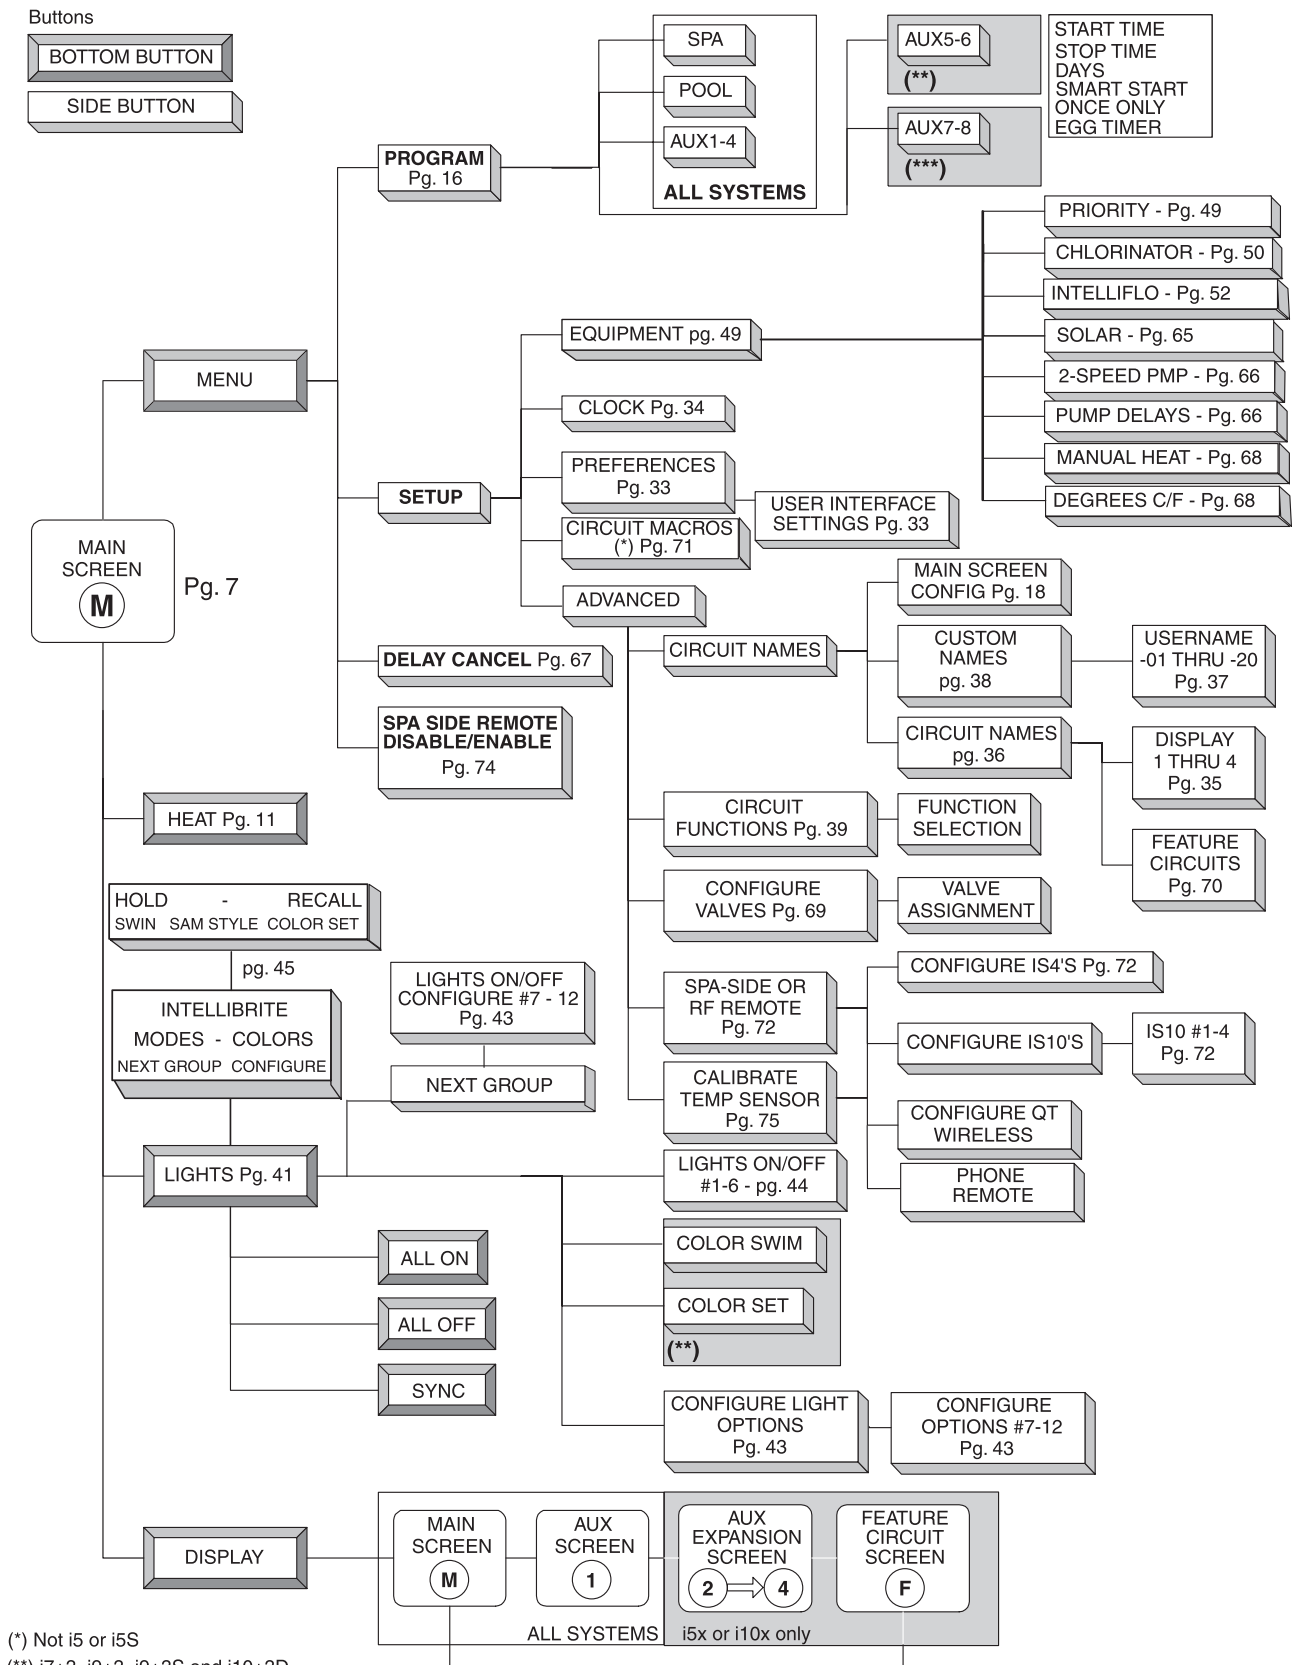 Buttons
BOTTOM BUTTON
SIDE BUTTON
SPA
POOL
AUX1-4
ALL SYSTEMS
AUX5-6
(**)
AUX7-8
(***)
START TIME
STOP TIME
DAYS
SMART START
ONCE ONLY
EGG TIMER
PROGRAM
Pg. 16
PRIORITY - Pg. 49
CHLORINATOR - Pg. 50
INTELLIFLO - Pg. 52
SOLAR - Pg. 65
2-SPEED PMP - Pg. 66
PUMP DELAYS - Pg. 66
MANUAL HEAT - Pg. 68
DEGREES C/F - Pg. 68
EQUIPMENT pg. 49
MENU
CLOCK Pg. 34
PREFERENCES
Pg. 33
USER INTERFACE
SETTINGS Pg. 33
SETUP
CIRCUIT MACROS
(*) Pg. 71
ADVANCED
MAIN
SCREEN
M
Pg. 7
MAIN SCREEN
CONFIG Pg. 18
CIRCUIT NAMES
CUSTOM
NAMES
pg. 38
USERNAME
-01 THRU -20
Pg. 37
DELAY CANCEL Pg. 67
SPA SIDE REMOTE
DISABLE/ENABLE
Pg. 74
CIRCUIT NAMES
pg. 36
DISPLAY
1 THRU 4
Pg. 35
FEATURE
CIRCUITS
Pg. 70
HEAT Pg. 11
CIRCUIT
FUNCTIONS Pg. 39
FUNCTION
SELECTION
CONFIGURE
VALVES Pg. 69
VALVE
ASSIGNMENT
HOLD - RECALL
SWIN SAM STYLE COLOR SET
pg. 45
INTELLIBRITE
MODES - COLORS
NEXT GROUP CONFIGURE
LIGHTS ON/OFF
CONFIGURE #7 - 12
Pg. 43
NEXT GROUP
SPA-SIDE OR
RF REMOTE
Pg. 72
CONFIGURE IS4'S Pg. 72
CONFIGURE IS10'S
IS10 #1-4
Pg. 72
CALIBRATE
TEMP SENSOR
Pg. 75
CONFIGURE QT
WIRELESS
PHONE
REMOTE
LIGHTS Pg. 41
LIGHTS ON/OFF
#1-6 - pg. 44
COLOR SWIM
COLOR SET
(**)
ALL ON
ALL OFF
SYNC
CONFIGURE LIGHT
OPTIONS
Pg. 43
CONFIGURE
OPTIONS #7-12
Pg. 43
DISPLAY
MAIN
SCREEN
M
AUX
SCREEN
1
AUX
EXPANSION
SCREEN
2 4
FEATURE
CIRCUIT
SCREEN
F
ALL SYSTEMS
i5x or i10x only
(*) Not i5 or i5S